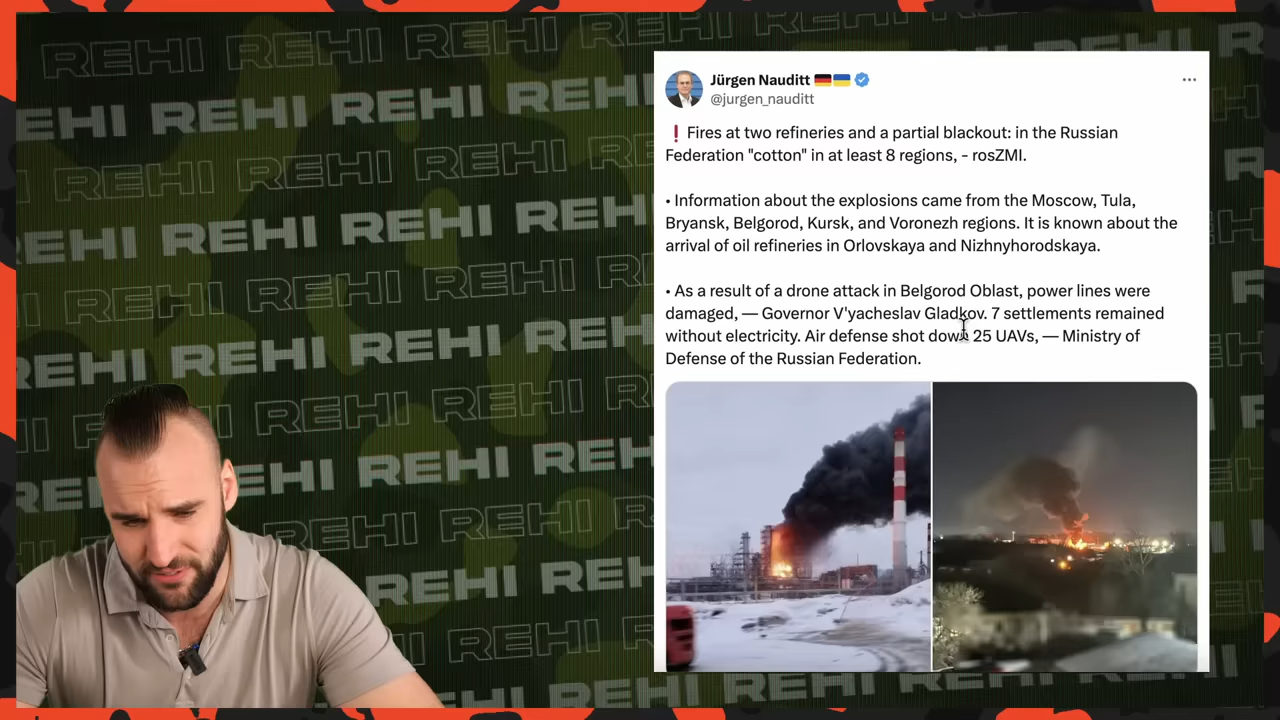 REHI REHI REHI REHI REHI REHI
Jürgen Nauditt 🇩🇪🇺🇦
@jurgen_nauditt
❗Fires at two refineries and a partial blackout: in the Russian
Federation "cotton" in at least 8 regions, - rosZMI.
• Information about the explosions came from the Moscow, Tula,
Bryansk, Belgorod, Kursk, and Voronezh regions. It is known about the
arrival of oil refineries in Orlovskaya and Nizhnyhorodskaya.
• As a result of a drone attack in Belgorod Oblast, power lines were
damaged, — Governor V'yacheslav Gladkov. 7 settlements remained
without electricity. Air defense shot down 25 UAVs, — Ministry of
Defense of the Russian Federation.